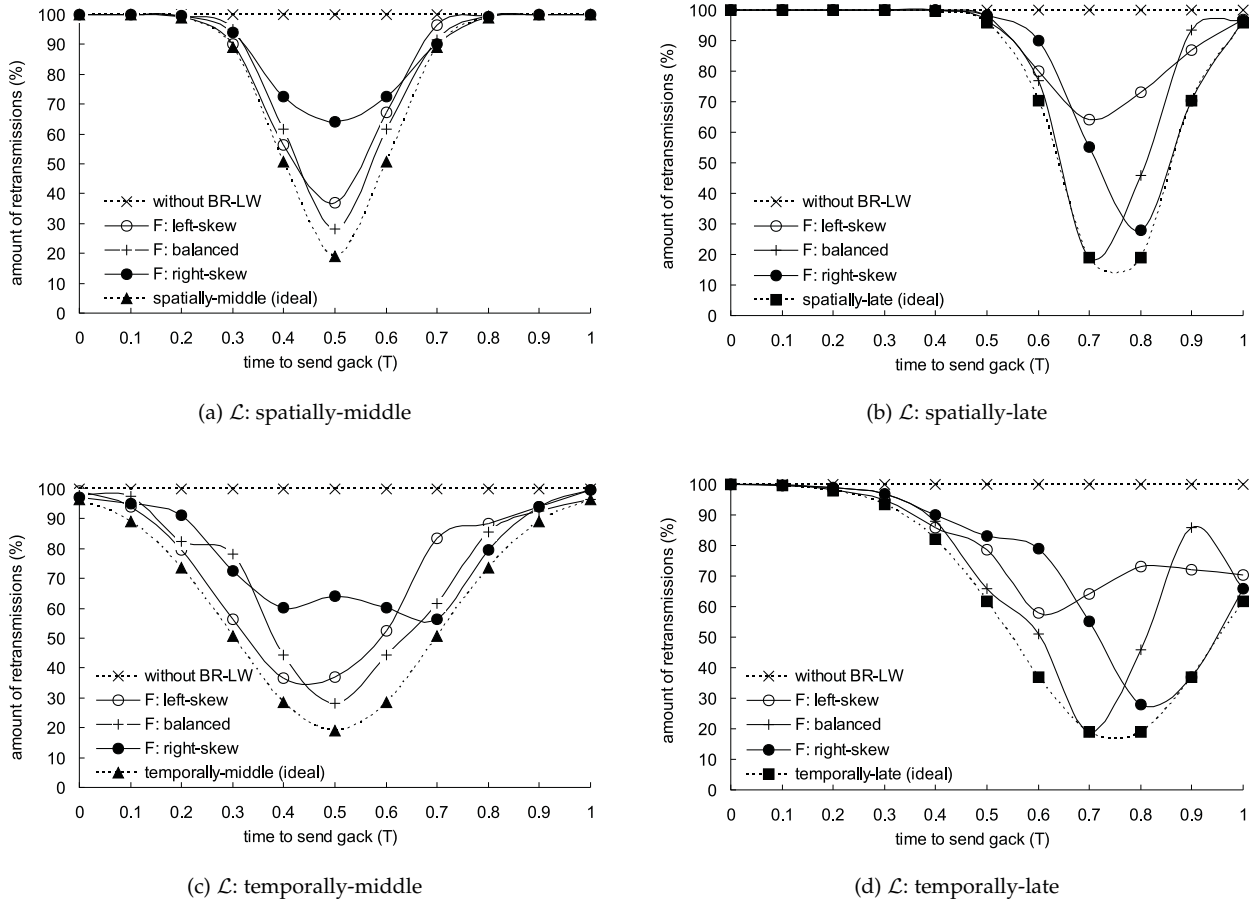 amount of retransmissions (%)
100
90
80
70
60
50
40
30
20
10
0
without BR-LW
F: left-skew
F: balanced
F: right-skew
spatially-middle (ideal)
0 0.1 0.2 0.3 0.4 0.5 0.6 0.7 0.8 0.9 1
time to send gack (T)
(a) ℒ: spatially-middle
amount of retransmissions (%)
100
90
80
70
60
50
40
30
20
10
0
without BR-LW
F: left-skew
F: balanced
F: right-skew
spatially-late (ideal)
0 0.1 0.2 0.3 0.4 0.5 0.6 0.7 0.8 0.9 1
time to send gack (T)
(b) ℒ: spatially-late
amount of retransmissions (%)
100
90
80
70
60
50
40
30
20
10
0
without BR-LW
F: left-skew
F: balanced
F: right-skew
temporally-middle (ideal)
0 0.1 0.2 0.3 0.4 0.5 0.6 0.7 0.8 0.9 1
time to send gack (T)
(c) ℒ: temporally-middle
amount of retransmissions (%)
100
90
80
70
60
50
40
30
20
10
0
without BR-LW
F: left-skew
F: balanced
F: right-skew
temporally-late (ideal)
0 0.1 0.2 0.3 0.4 0.5 0.6 0.7 0.8 0.9 1
time to send gack (T)
(d) ℒ: temporally-late